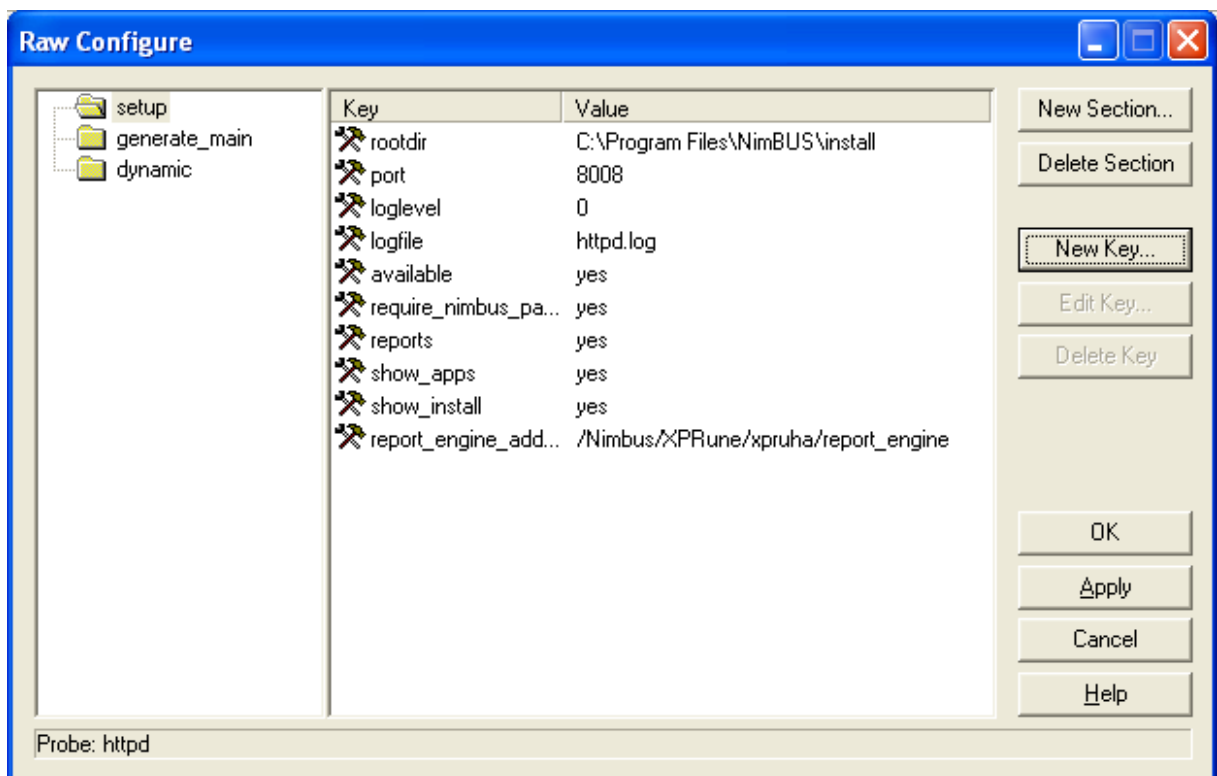 Raw Configure
setup
generate_main
dynamic
Key Value
rootdir C:\Program Files\NimBUS\install
port 8008
loglevel 0
logfile httpd.log
available yes
require_nimbus_pa... yes
reports yes
show_apps yes
show_install yes
report_engine_add... /Nimbus/XPRune/xpruha/report_engine
New Section...
Delete Section
New Key...
Edit Key...
Delete Key
OK
Apply
Cancel
Help
Probe: httpd